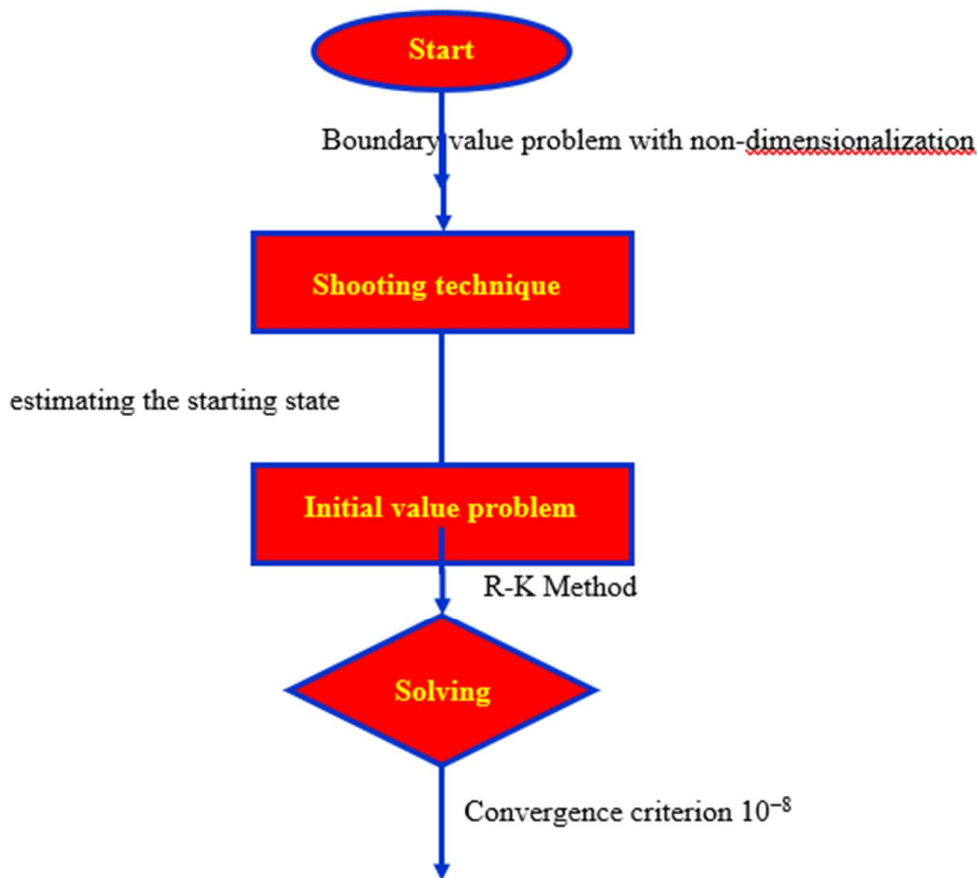 Start
Boundary value problem with non-dimensionalization
Shooting technique
estimating the starting state
Initial value problem
R-K Method
Solving
Convergence criterion 10⁻⁸